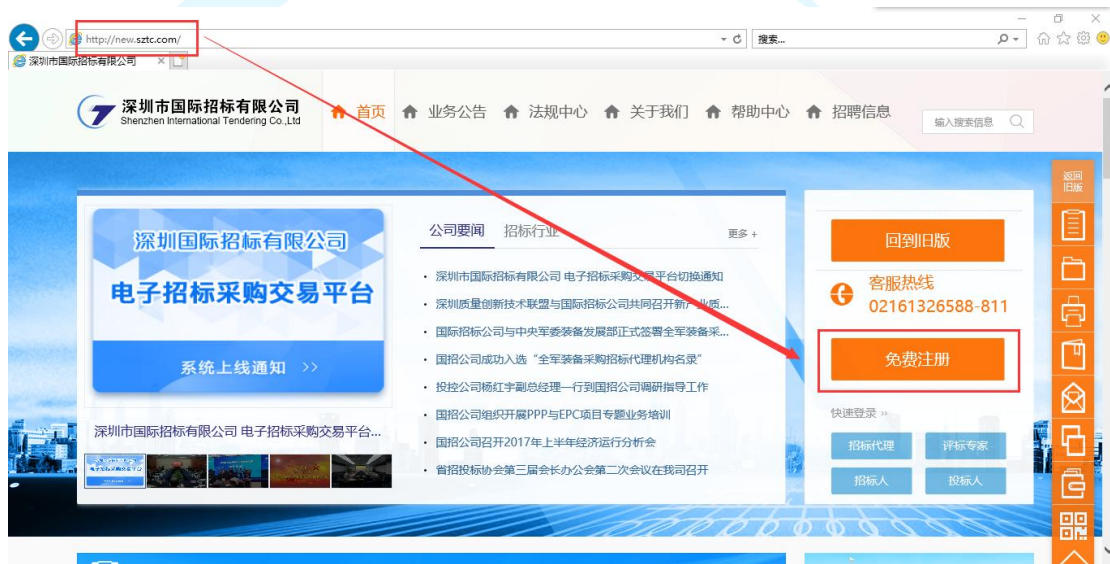 http://new.sztc.com/
搜索...
深圳市国际招标有限公司
深圳市国际招标有限公司
Shenzhen International Tendering Co.,Ltd
首页
业务公告
法规中心
关于我们
帮助中心
招聘信息
输入搜索信息
返回
旧版
深圳国际招标有限公司
电子招标采购交易平台
系统上线通知 >>
深圳市国际招标有限公司 电子招标采购交易平台...
公司要闻
招标行业
更多 +
· 深圳市国际招标有限公司 电子招标采购交易平台切换通知
· 深圳质量创新技术联盟与国际招标公司共同召开新产业质...
· 国际招标公司与中央军委装备发展部正式签署全军装备采...
· 国招公司成功入选“全军装备采购招标代理机构名录”
· 投控公司杨红宇副总经理一行到国招公司调研指导工作
· 国招公司组织开展PPP与EPC项目专题业务培训
· 国招公司召开2017年上半年经济运行分析会
· 省招投标协会第三届会长办公会第二次会议在我司召开
回到旧版
客服热线
02161326588-811
免费注册
快速登录 »
招标代理
评标专家
招标人
投标人